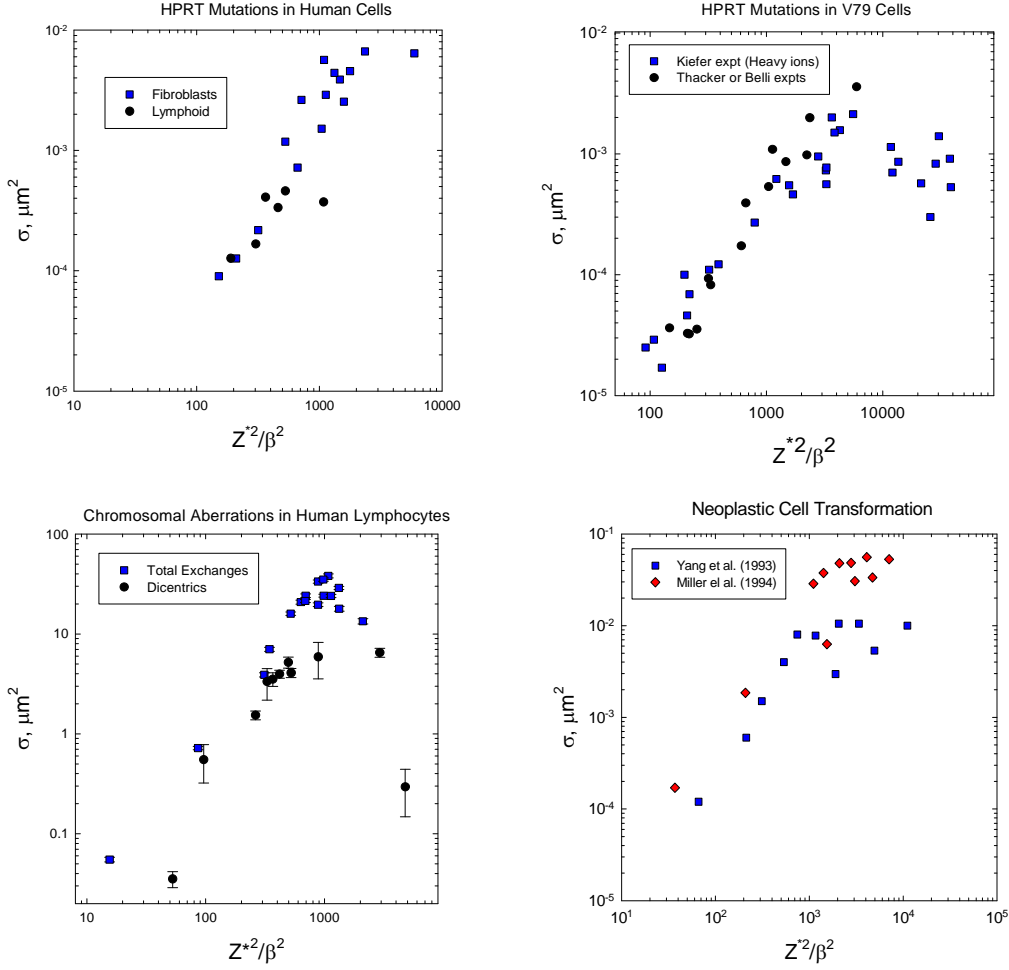 HPRT Mutations in Human Cells
10⁻²
Fibroblasts
Lymphoid
10⁻³
σ, μm²
10⁻⁴
10⁻⁵
10 100 1000 10000
Z*²/β²
HPRT Mutations in V79 Cells
10⁻²
Kiefer expt (Heavy ions)
Thacker or Belli expts
10⁻³
σ, μm²
10⁻⁴
10⁻⁵
100 1000 10000
Z*²/β²
Chromosomal Aberrations in Human Lymphocytes
100
Total Exchanges
Dicentrics
10
σ, μm²
1
0.1
10 100 1000
Z*²/β²
Neoplastic Cell Transformation
10⁻¹
Yang et al. (1993)
Miller el al. (1994)
10⁻²
σ, μm²
10⁻³
10⁻⁴
10⁻⁵
10¹ 10² 10³ 10⁴ 10⁵
Z*²/β²